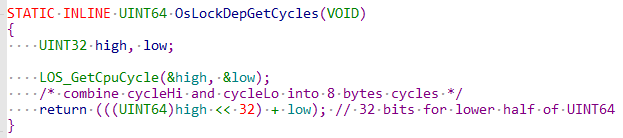 STATIC INLINE UINT64 OsLockDepGetCycles(VOID)
{
    UINT32 high, low;

    LOS_GetCpuCycle(&high, &low);
    /* combine cycleHi and cycleLo into 8 bytes cycles */
    return (((UINT64)high << 32) + low); // 32 bits for lower half of UINT64
}